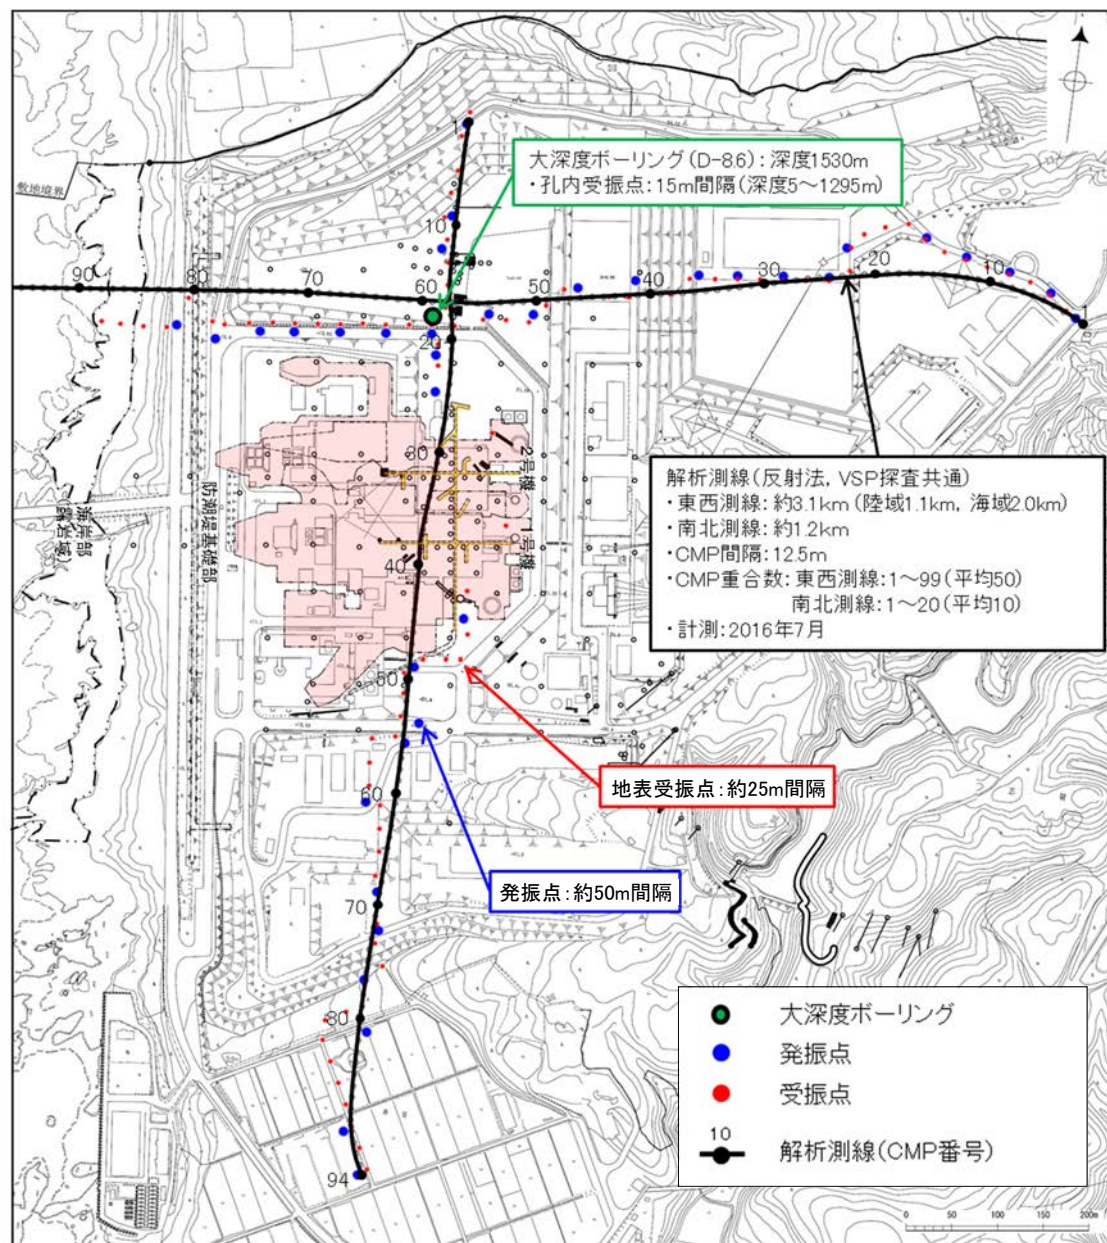 大深度ボーリング(D-8.6):深度1530m
・孔内受振点:15m間隔(深度5~1295m)
敷地境界
1
10
90
80
70
60
50
40
30
20
10
1
20
30
2号機
1号機
40
防潮堤基礎部
海岸部
(露岩域)
解析測線(反射法, VSP探査共通)
・東西測線:約3.1km(陸域1.1km, 海域2.0km)
・南北測線:約1.2km
・CMP間隔:12.5m
・CMP重合数:東西測線:1~99(平均50)
南北測線:1~20(平均10)
・計測:2016年7月
50
地表受振点:約25m間隔
60
発振点:約50m間隔
70
80
94
大深度ボーリング
発振点
受振点
10
解析測線(CMP番号)
0 50 100 150 200m